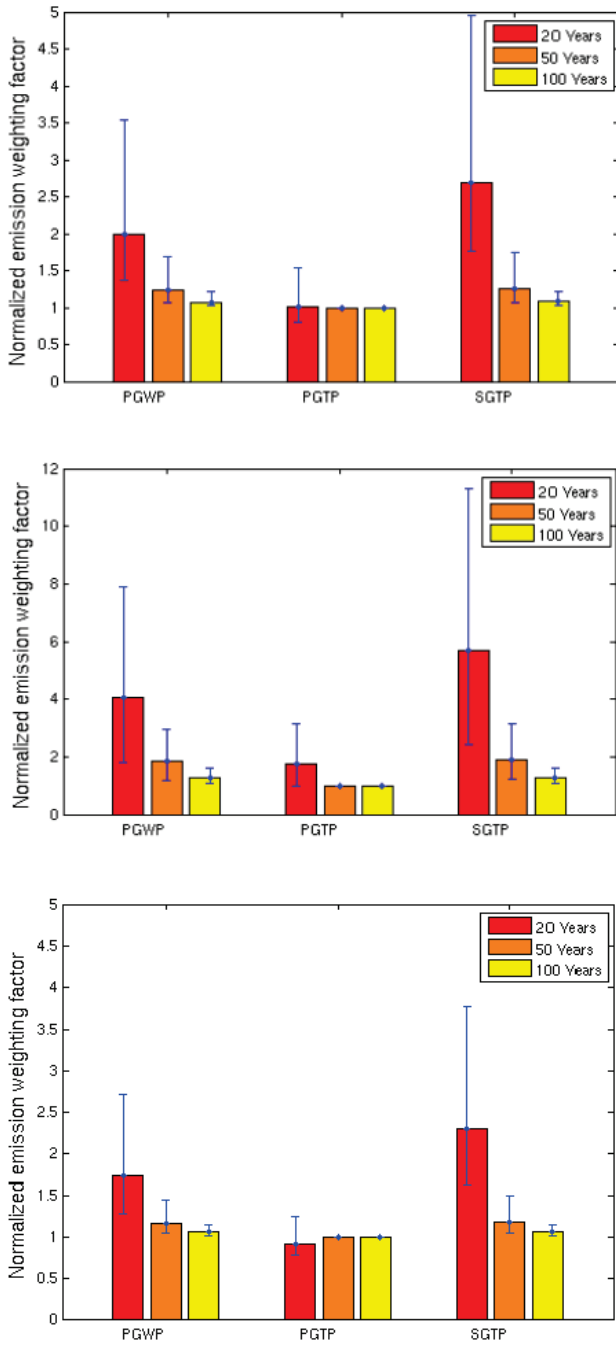 5
4.5
4
3.5
3
2.5
2
1.5
1
0.5
0
Normalized emission weighting factor
20 Years
50 Years
100 Years
PGWP PGTP SGTP
12
10
8
6
4
2
0
Normalized emission weighting factor
20 Years
50 Years
100 Years
PGWP PGTP SGTP
5
4.5
4
3.5
3
2.5
2
1.5
1
0.5
0
Normalized emission weighting factor
20 Years
50 Years
100 Years
PGWP PGTP SGTP